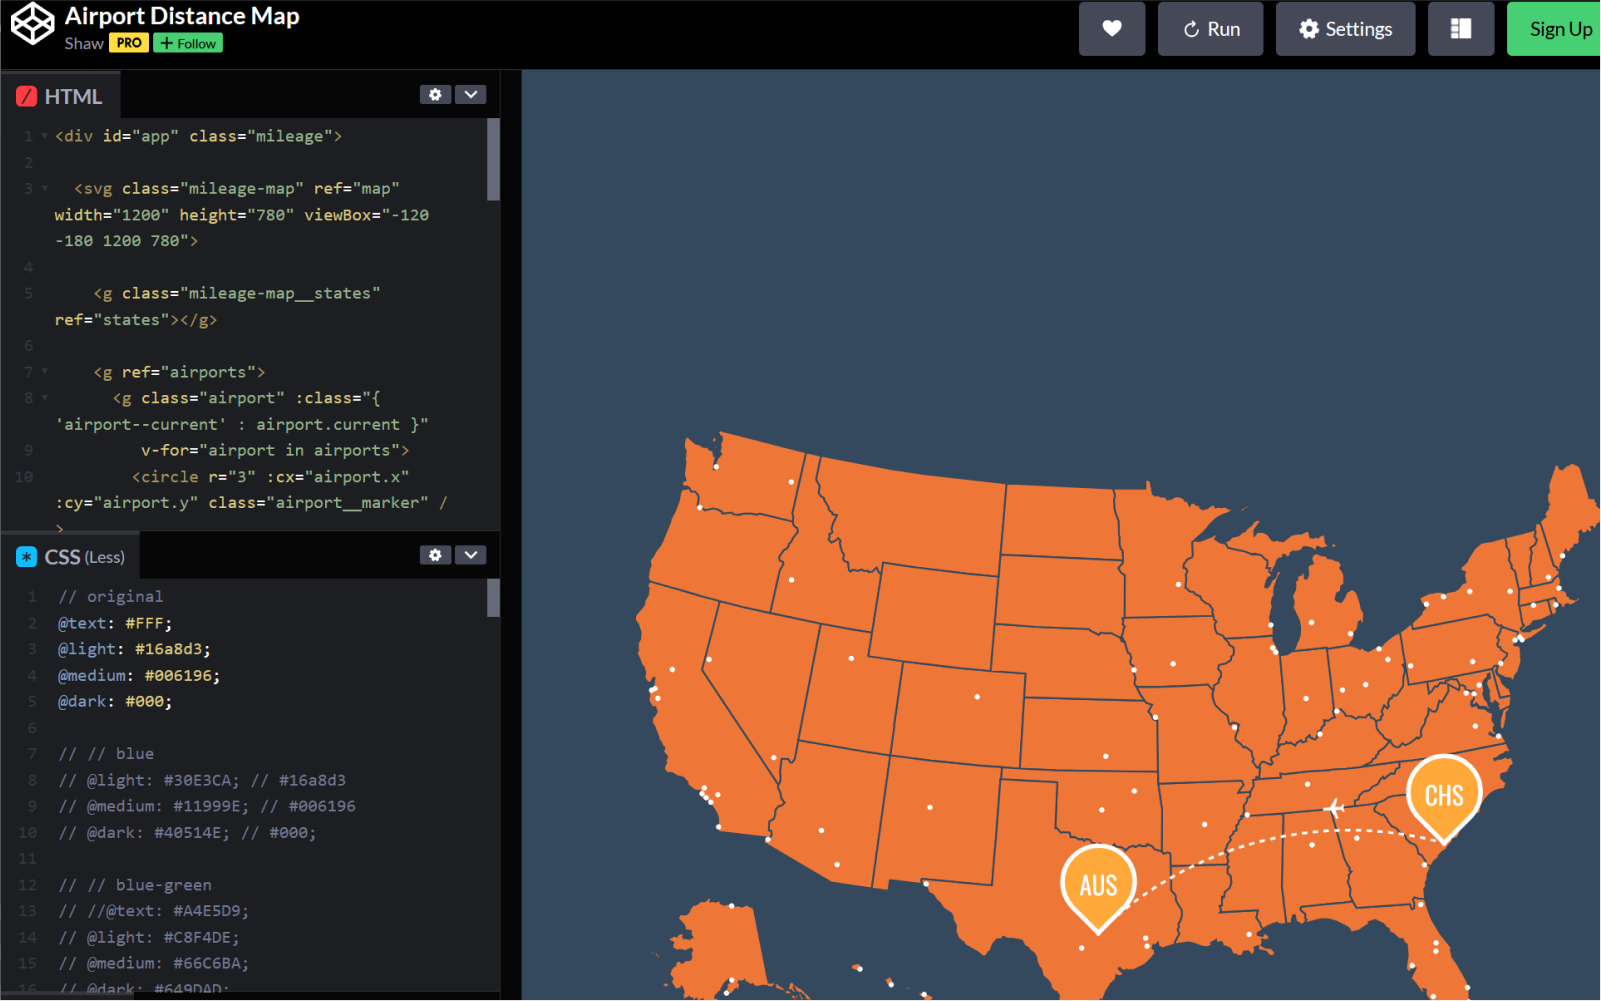 Airport Distance Map
Shaw PRO + Follow
Run
Settings
Sign Up
HTML
1 <div id="app" class="mileage">
2
3 <svg class="mileage-map" ref="map"
width="1200" height="780" viewBox="-120
-180 1200 780">
4
5 <g class="mileage-map__states"
ref="states"></g>
6
7 <g ref="airports">
8 <g class="airport" :class="{
'airport--current' : airport.current }"
9 v-for="airport in airports">
10 <circle r="3" :cx="airport.x"
:cy="airport.y" class="airport__marker" /
>
CSS (Less)
1 // original
2 @text: #FFF;
3 @light: #16a8d3;
4 @medium: #006196;
5 @dark: #000;
6
7 // // blue
8 // @light: #30E3CA; // #16a8d3
9 // @medium: #11999E; // #006196
10 // @dark: #40514E; // #000;
11
12 // // blue-green
13 // //@text: #A4E5D9;
14 // @light: #C8F4DE;
15 // @medium: #66C6BA;
16 // @dark: #649DAD;
CHS
AUS